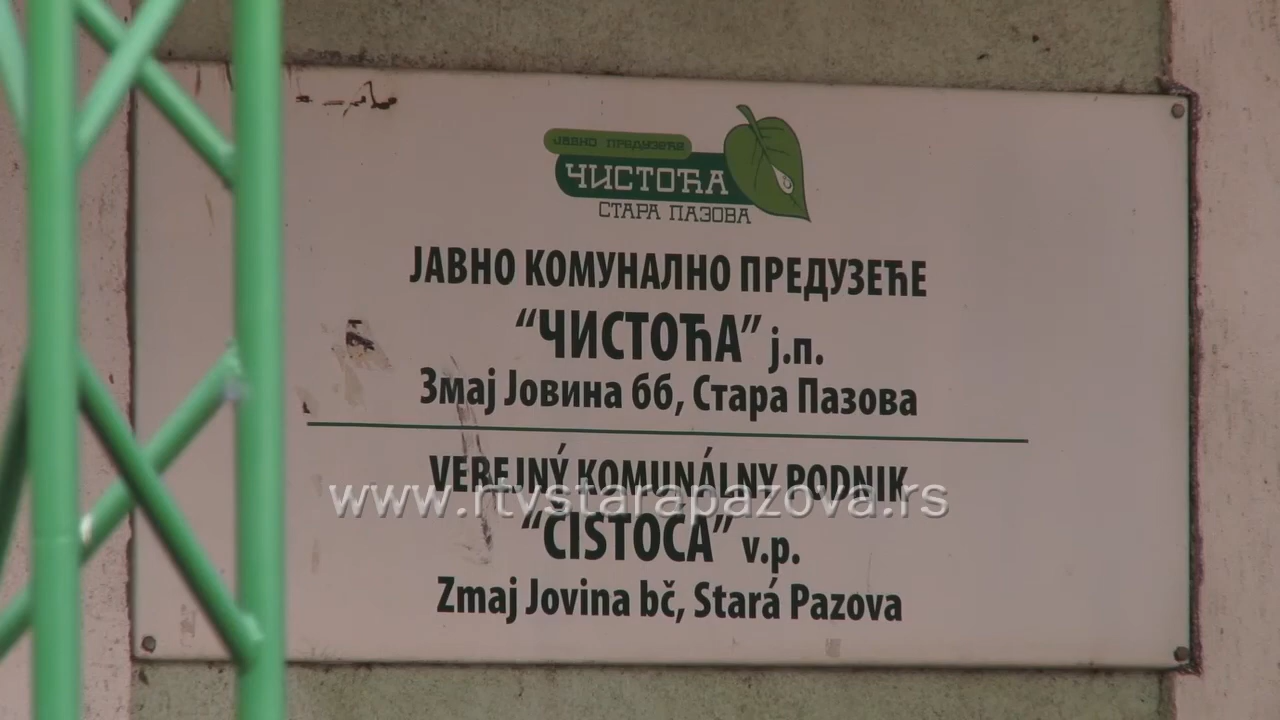 ЈАВНО ПРЕДУЗЕЋЕ
ЧИСТОЋА
СТАРА ПАЗОВА
ЈАВНО КОМУНАЛНО ПРЕДУЗЕЋЕ
“ЧИСТОЋА” ј.п.
Змај Јовина бб, Стара Пазова
VEREJNÝ KOMUNÁLNY PODNIK
www.rtvstarapazova.rs
“ČISTOĆA” v.p.
Zmaj Jovina bč, Stará Pazova